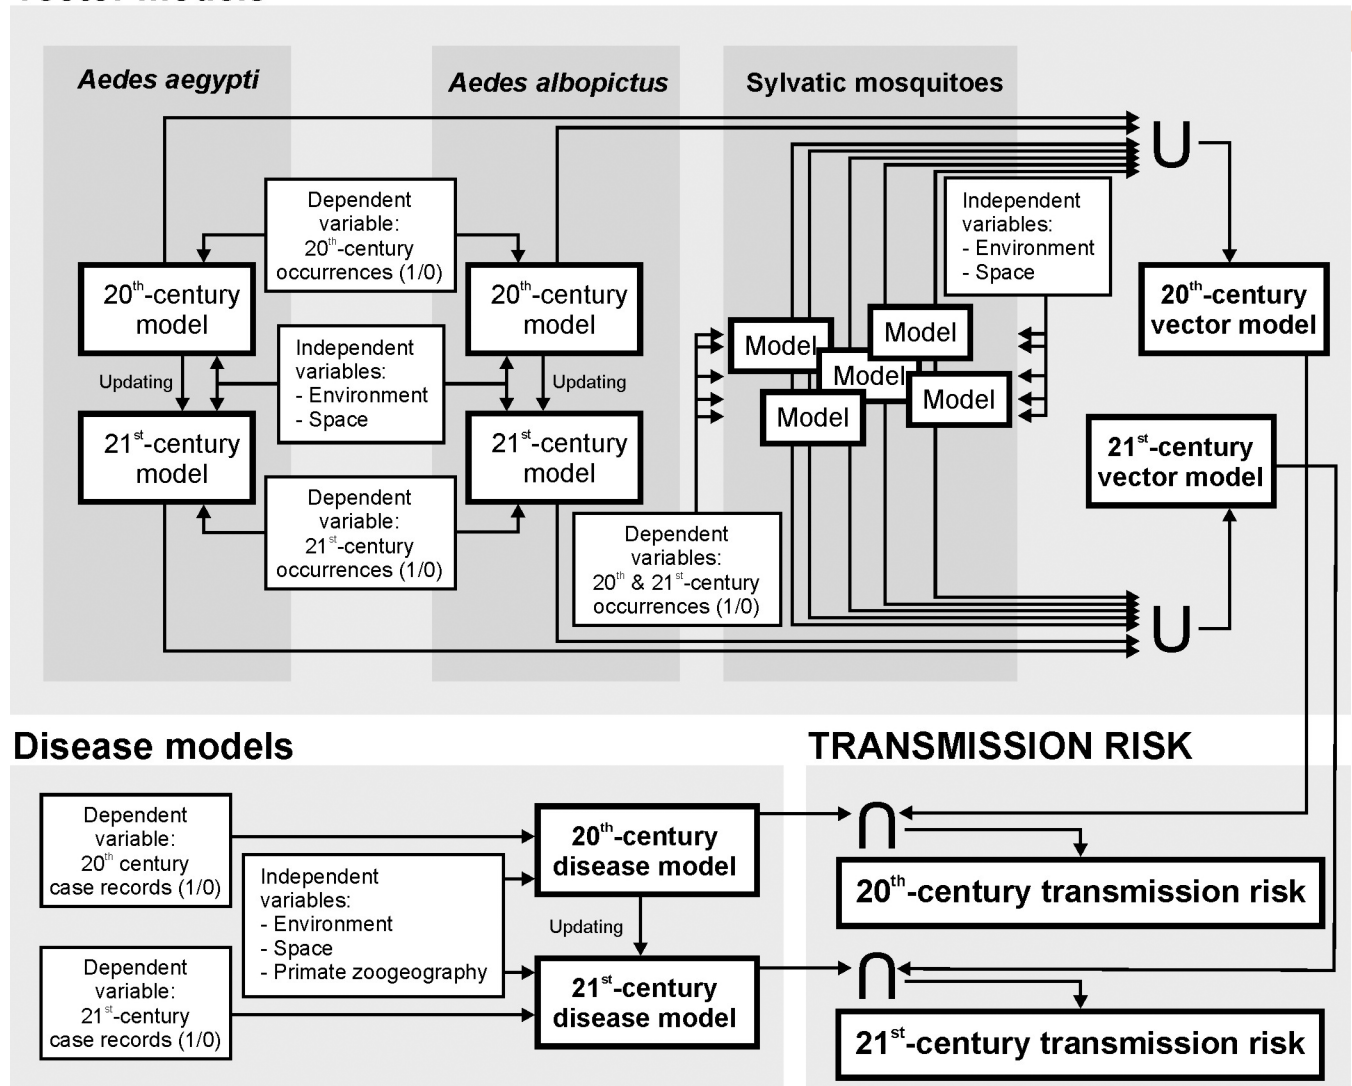 Aedes aegypti
Aedes albopictus
Sylvatic mosquitoes
∪
Dependent
variable:
20th-century
occurrences (1/0)
Independent
variables:
- Environment
- Space
20th-century
model
20th-century
model
20th-century
vector model
Independent
variables:
- Environment
- Space
Updating
Updating
Model
Model
Model
Model
Model
21st-century
model
21st-century
model
21st-century
vector model
Dependent
variable:
21st-century
occurrences (1/0)
Dependent
variables:
20th & 21st-century
occurrences (1/0)
∪
Disease models
Dependent
variable:
20th century
case records (1/0)
Independent
variables:
- Environment
- Space
- Primate zoogeography
Dependent
variable:
21st-century
case records (1/0)
20th-century
disease model
Updating
21st-century
disease model
TRANSMISSION RISK
∩
20th-century transmission risk
∩
21st-century transmission risk